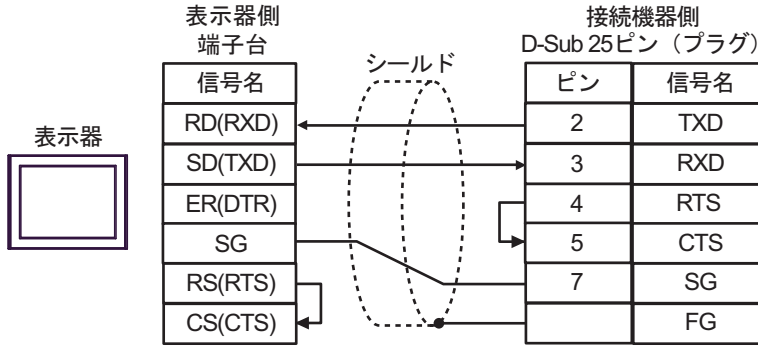 表示器側
端子台
接続機器側
D-Sub 25ピン（プラグ）
シールド
表示器
信号名 ピン 信号名
RD(RXD) 2 TXD
SD(TXD) 3 RXD
ER(DTR) 4 RTS
SG 5 CTS
RS(RTS) 7 SG
CS(CTS) FG